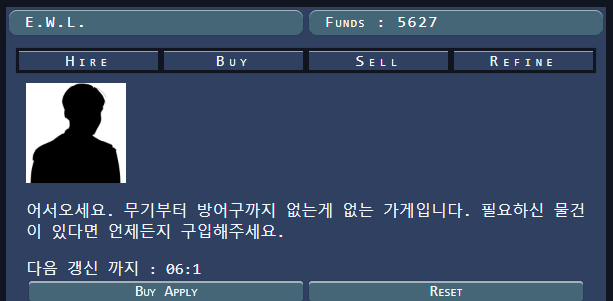 E.W.L.
Funds : 5627
Hire
Buy
Sell
Refine
어서오세요. 무기부터 방어구까지 없는게 없는 가게입니다. 필요하신 물건
이 있다면 언제든지 구입해주세요.
다음 갱신 까지 : 06:1
Buy Apply
Reset